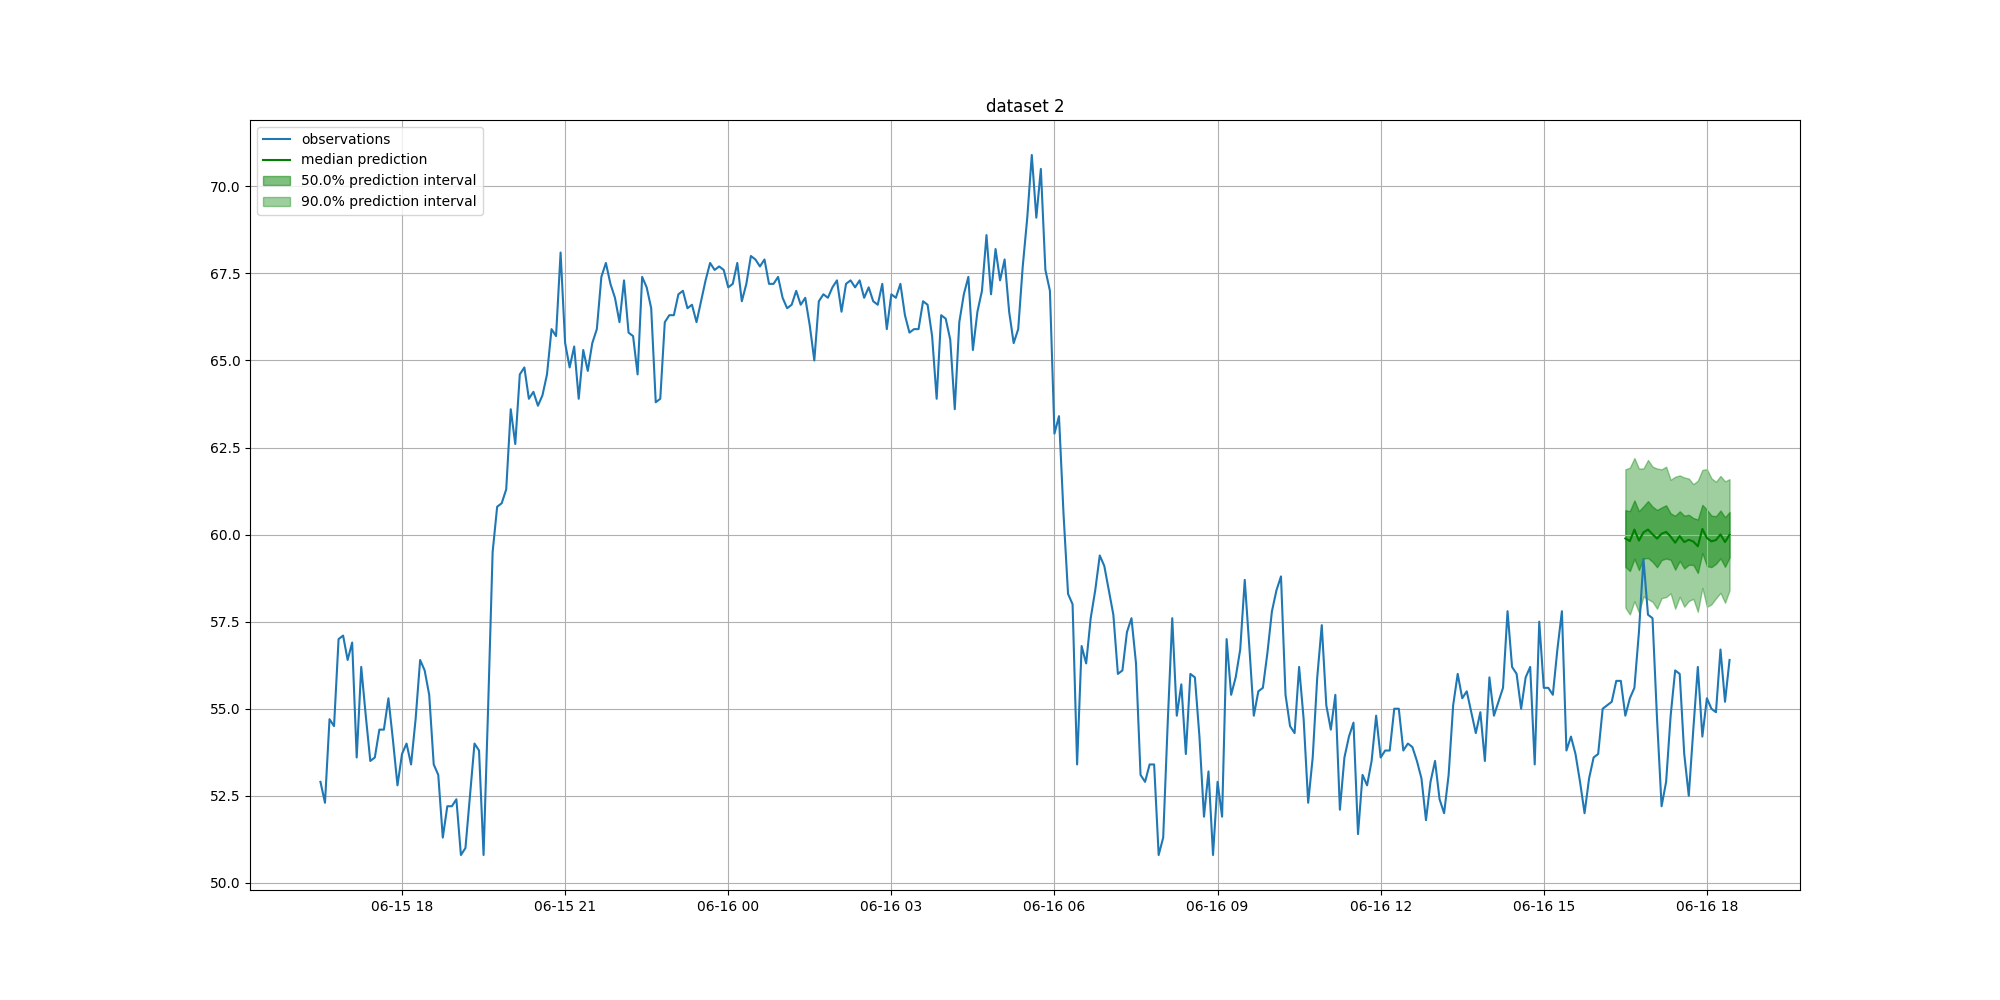 dataset 2
observations
median prediction
50.0% prediction interval
90.0% prediction interval
70.0
67.5
65.0
62.5
60.0
57.5
55.0
52.5
50.0
06-15 18 06-15 21 06-16 00 06-16 03 06-16 06 06-16 09 06-16 12 06-16 15 06-16 18